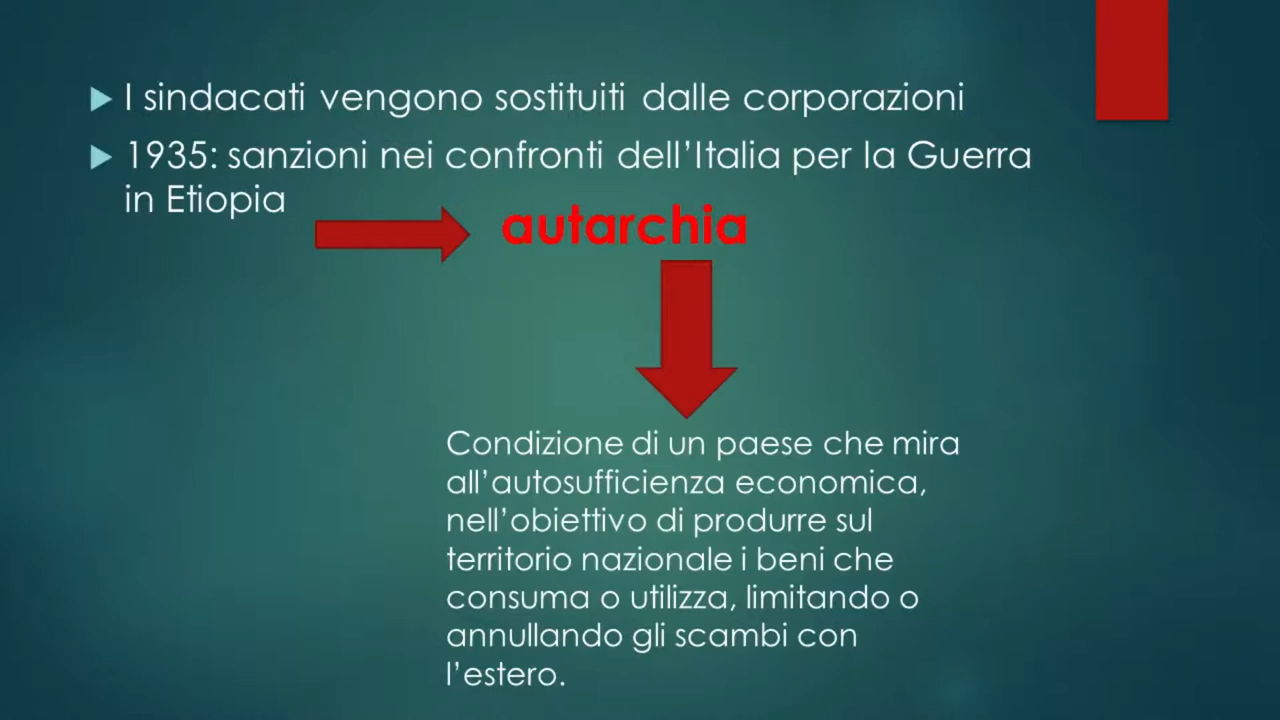 I sindacati vengono sostituiti dalle corporazioni
1935: sanzioni nei confronti dell'Italia per la Guerra
in Etiopia
autarchia
Condizione di un paese che mira
all'autosufficienza economica,
nell'obiettivo di produrre sul
territorio nazionale i beni che
consuma o utilizza, limitando o
annullando gli scambi con
l'estero.